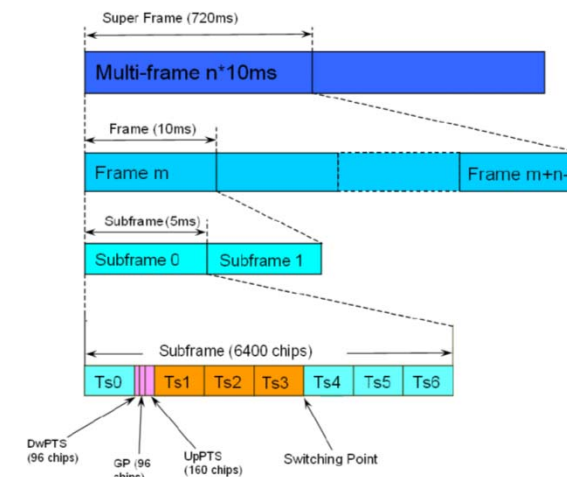 Super Frame (720ms)
Multi-frame n*10ms
Frame (10ms)
Frame m
Frame m+n-
Subframe(5ms)
Subframe 0
Subframe 1
Subframe (6400 chips)
Ts0
Ts1
Ts2
Ts3
Ts4
Ts5
Ts6
DwPTS
(96 chips)
GP (96
chips)
UpPTS
(160 chips)
Switching Point